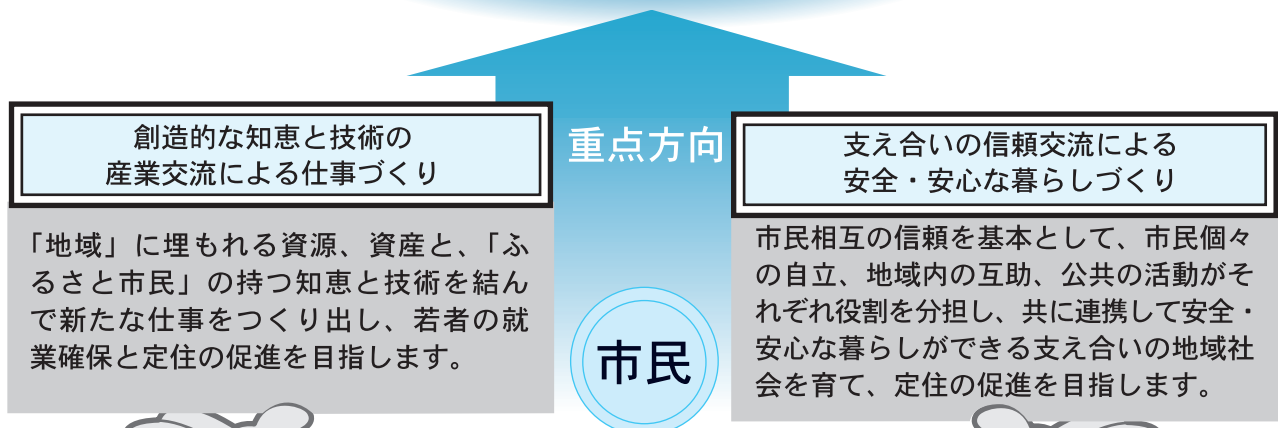 創造的な知恵と技術の
産業交流による仕事づくり
「地域」に埋もれる資源、資産と、「ふ
るさと市民」の持つ知恵と技術を結ん
で新たな仕事をつくり出し、若者の就
業確保と定住の促進を目指します。
重点方向
市民
支え合いの信頼交流による
安全・安心な暮らしづくり
市民相互の信頼を基本として、市民個々
の自立、地域内の互助、公共の活動がそ
れぞれ役割を分担し、共に連携して安全・
安心な暮らしができる支え合いの地域社
会を育て、定住の促進を目指します。